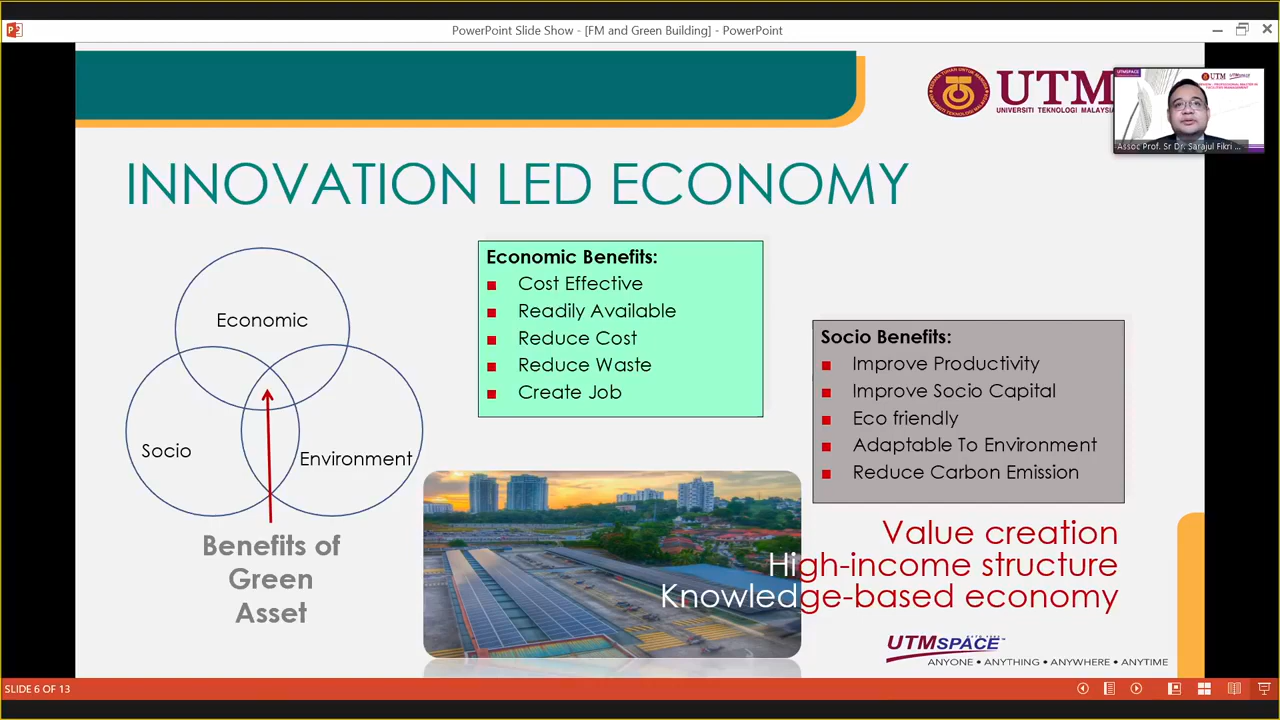 PowerPoint Slide Show - [FM and Green Building] - PowerPoint
UTM
UNIVERSITI TEKNOLOGI MALAYSIA
UTMSPACE
UTM
Assoc Prof. Sr Dr. Sarajul Fikri ...
INNOVATION LED ECONOMY
Economic
Socio
Environment
Benefits of
Green
Asset
Economic Benefits:
Cost Effective
Readily Available
Reduce Cost
Reduce Waste
Create Job
Socio Benefits:
Improve Productivity
Improve Socio Capital
Eco friendly
Adaptable To Environment
Reduce Carbon Emission
Value creation
High-income structure
Knowledge-based economy
UTMSPACE
ANYONE • ANYTHING • ANYWHERE • ANYTIME
SLIDE 6 OF 13